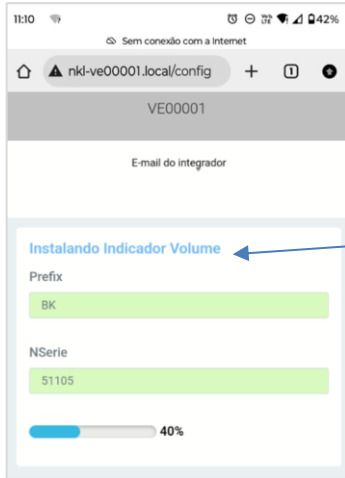 11:10 42%
Sem conexão com a Internet
nkl-ve00001.local/config 1
VE00001
E-mail do integrador
Instalando Indicador Volume
Prefix
BK
NSerie
51105
40%